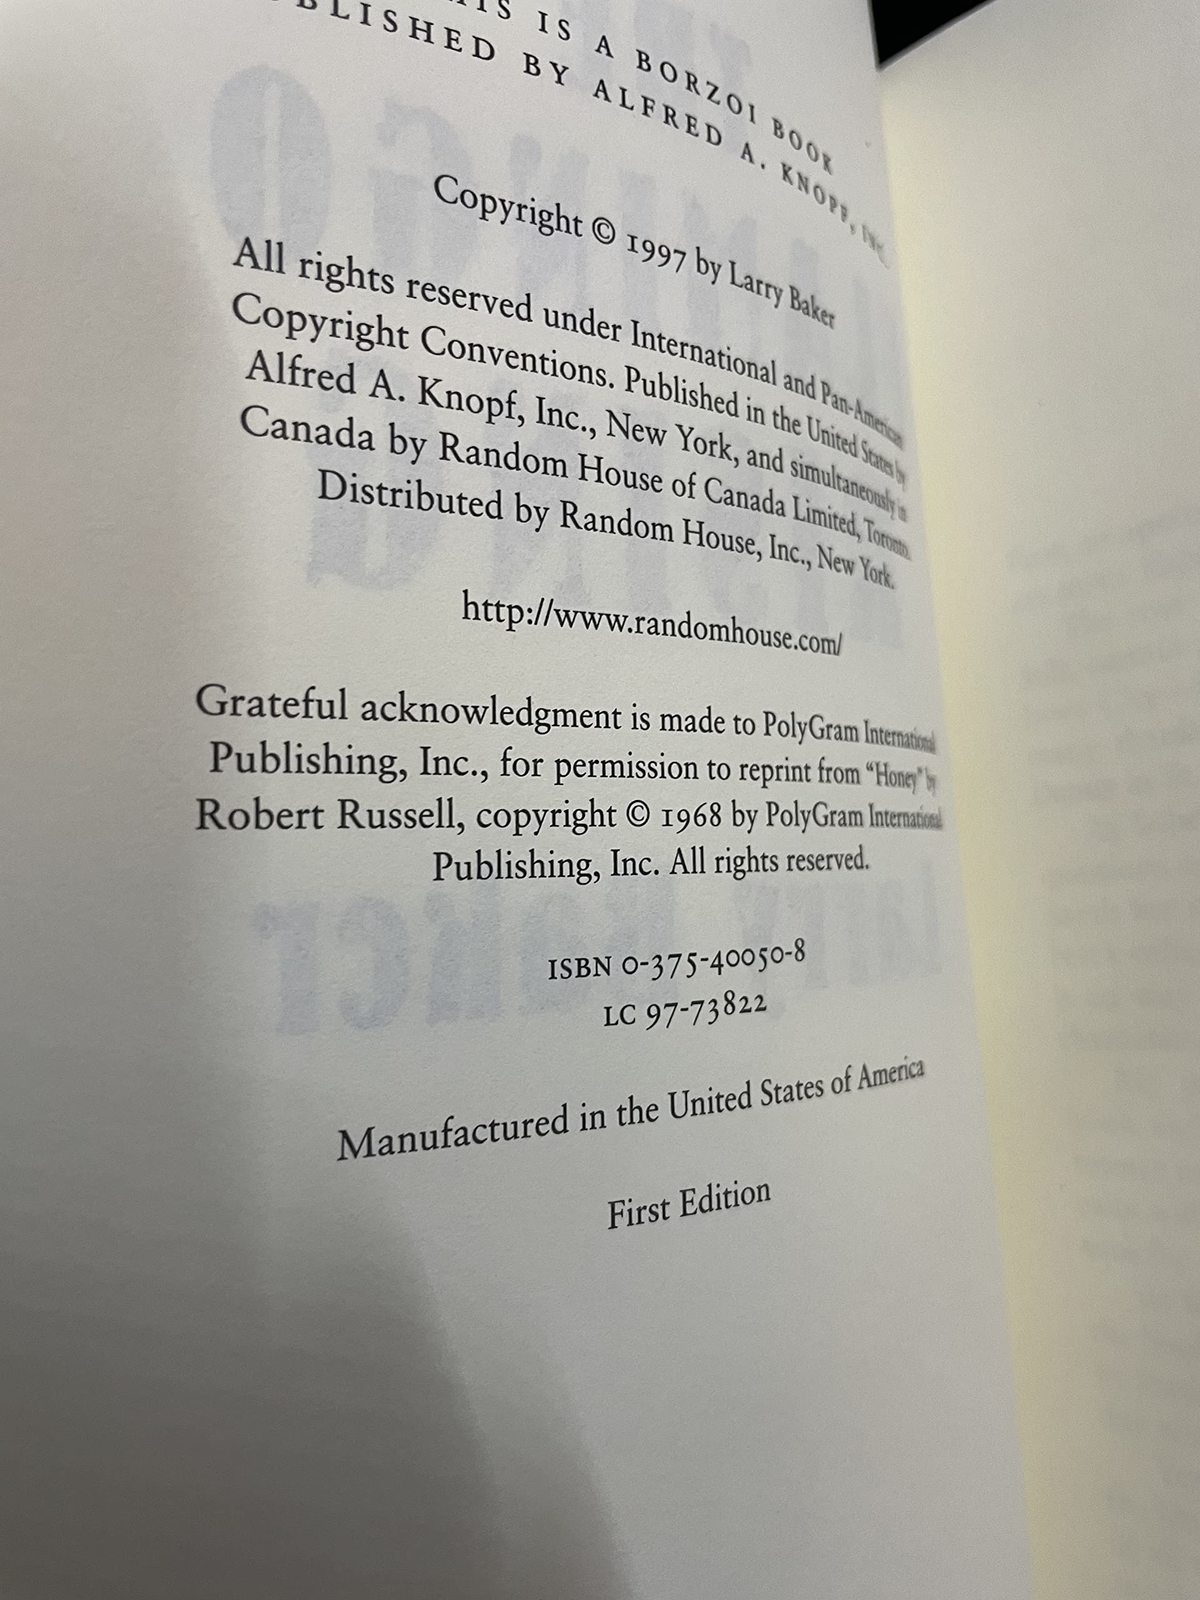 IS A BORZOI BOOK
PUBLISHED BY ALFRED A. KNOPF, INC.
Copyright © 1997 by Larry Baker
All rights reserved under International and Pan-American
Copyright Conventions. Published in the United States by
Alfred A. Knopf, Inc., New York, and simultaneously in
Canada by Random House of Canada Limited, Toronto.
Distributed by Random House, Inc., New York.
http://www.randomhouse.com/
Grateful acknowledgment is made to PolyGram International
Publishing, Inc., for permission to reprint from “Honey” by
Robert Russell, copyright © 1968 by PolyGram International
Publishing, Inc. All rights reserved.
ISBN 0-375-40050-8
LC 97-73822
Manufactured in the United States of America
First Edition